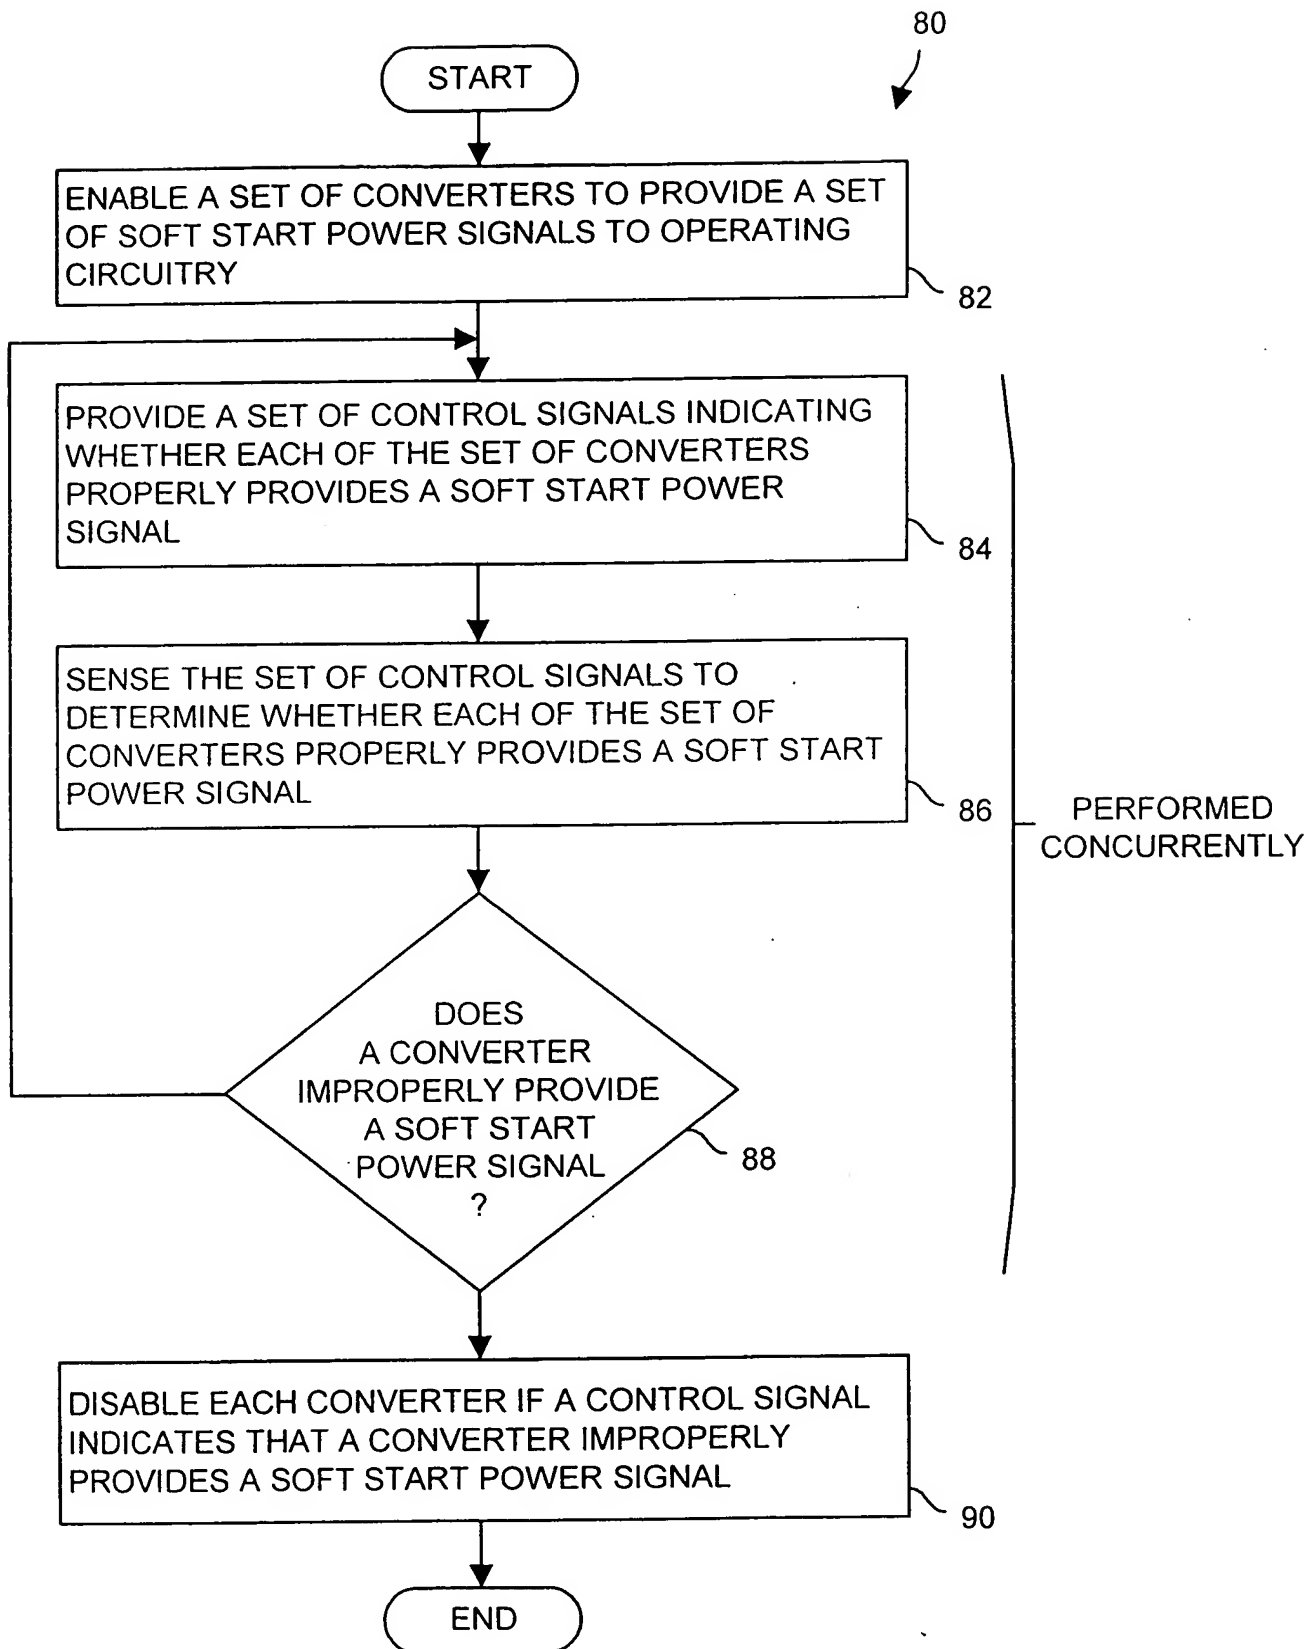 80
START
ENABLE A SET OF CONVERTERS TO PROVIDE A SET
OF SOFT START POWER SIGNALS TO OPERATING
CIRCUITRY
82
PROVIDE A SET OF CONTROL SIGNALS INDICATING
WHETHER EACH OF THE SET OF CONVERTERS
PROPERLY PROVIDES A SOFT START POWER
SIGNAL
84
SENSE THE SET OF CONTROL SIGNALS TO
DETERMINE WHETHER EACH OF THE SET OF
CONVERTERS PROPERLY PROVIDES A SOFT START
POWER SIGNAL
86
PERFORMED
CONCURRENTLY
DOES
A CONVERTER
IMPROPERLY PROVIDE
A SOFT START
POWER SIGNAL
?
88
DISABLE EACH CONVERTER IF A CONTROL SIGNAL
INDICATES THAT A CONVERTER IMPROPERLY
PROVIDES A SOFT START POWER SIGNAL
90
END